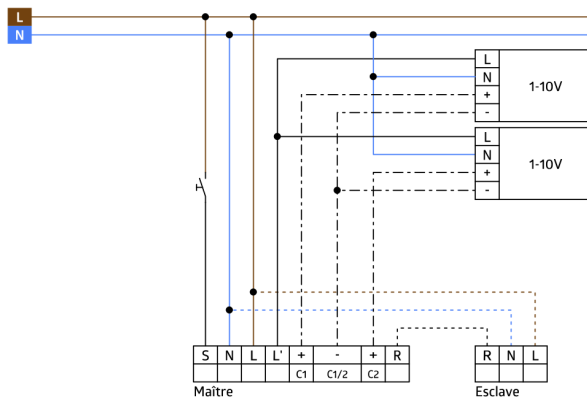 L
N
L
N
+
-
1-10V
L
N
+
-
1-10V
S N L L' + - + R
C1 C1/2 C2
Maître
R N L
Esclave